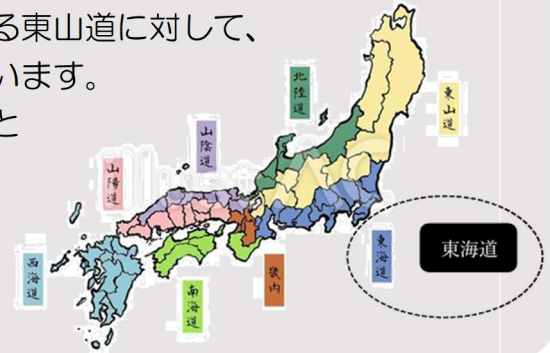 る東山道に対して、
います。
と
北陸道
東山道
山陰道
山陽道
西海道
南海道
畿内
東海道
東海道